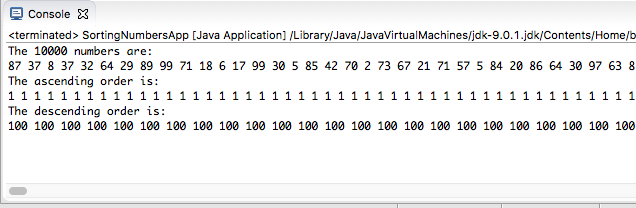 Console
<terminated> SortingNumbersApp [Java Application] /Library/Java/JavaVirtualMachines/jdk-9.0.1.jdk/Contents/Home/b
The 10000 numbers are:
87 37 8 37 32 64 29 89 99 71 18 6 17 99 30 5 85 42 70 2 73 67 21 71 57 5 84 20 86 64 30 97 63 8
The ascending order is:
1 1 1 1 1 1 1 1 1 1 1 1 1 1 1 1 1 1 1 1 1 1 1 1 1 1 1 1 1 1 1 1 1 1 1 1 1 1 1 1 1 1 1 1 1 1 1 1
The descending order is:
100 100 100 100 100 100 100 100 100 100 100 100 100 100 100 100 100 100 100 100 100 100 100 100